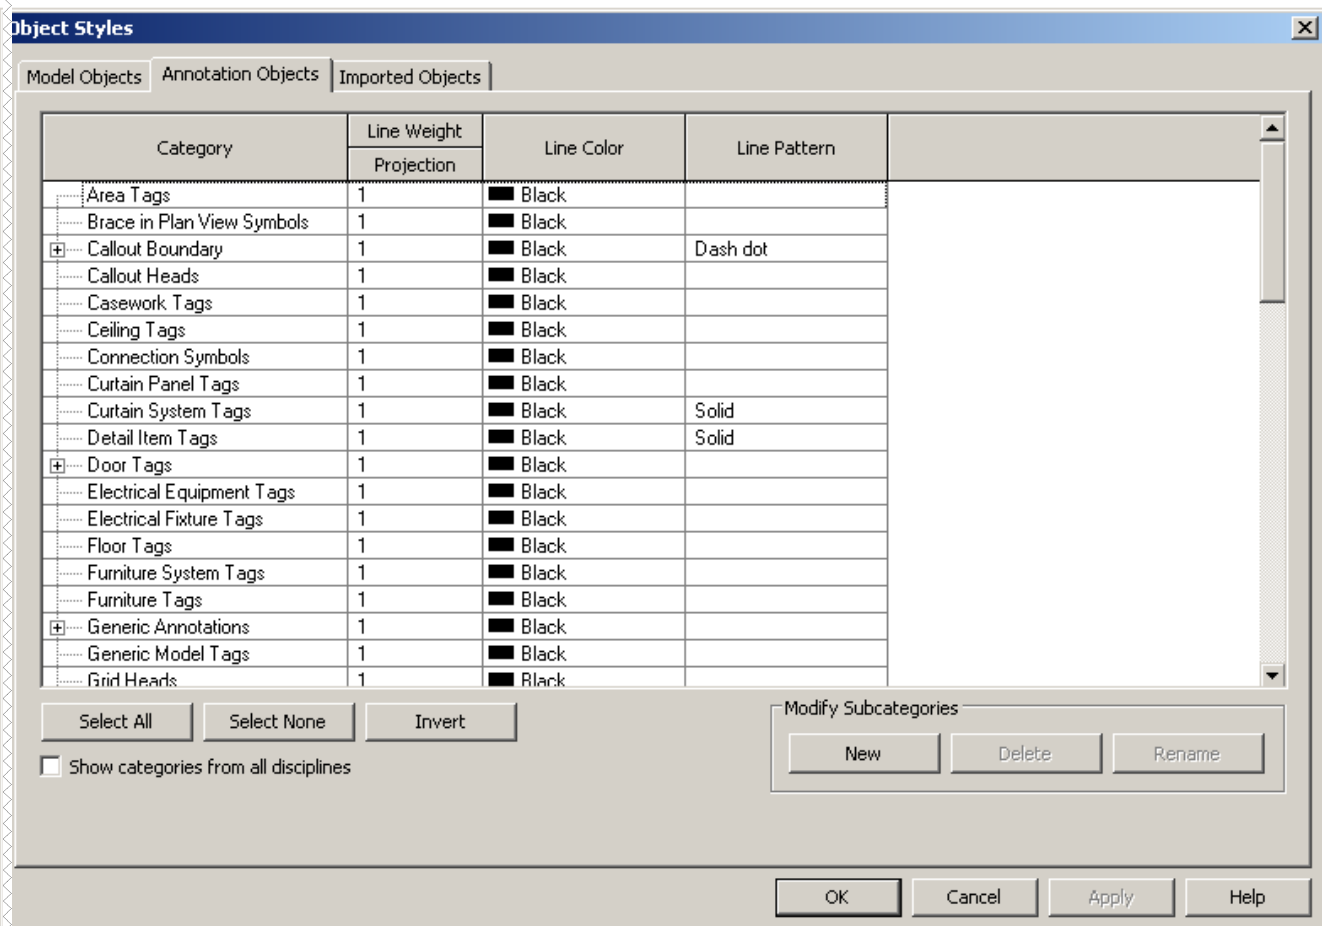 Object Styles
Model Objects Annotation Objects Imported Objects
Category Line Weight Line Color Line Pattern
Projection
Area Tags 1 Black
Brace in Plan View Symbols 1 Black
Callout Boundary 1 Black Dash dot
Callout Heads 1 Black
Casework Tags 1 Black
Ceiling Tags 1 Black
Connection Symbols 1 Black
Curtain Panel Tags 1 Black
Curtain System Tags 1 Black Solid
Detail Item Tags 1 Black Solid
Door Tags 1 Black
Electrical Equipment Tags 1 Black
Electrical Fixture Tags 1 Black
Floor Tags 1 Black
Furniture System Tags 1 Black
Furniture Tags 1 Black
Generic Annotations 1 Black
Generic Model Tags 1 Black
Grid Heads 1 Black
Select All Select None Invert
Modify Subcategories
New Delete Rename
Show categories from all disciplines
OK Cancel Apply Help